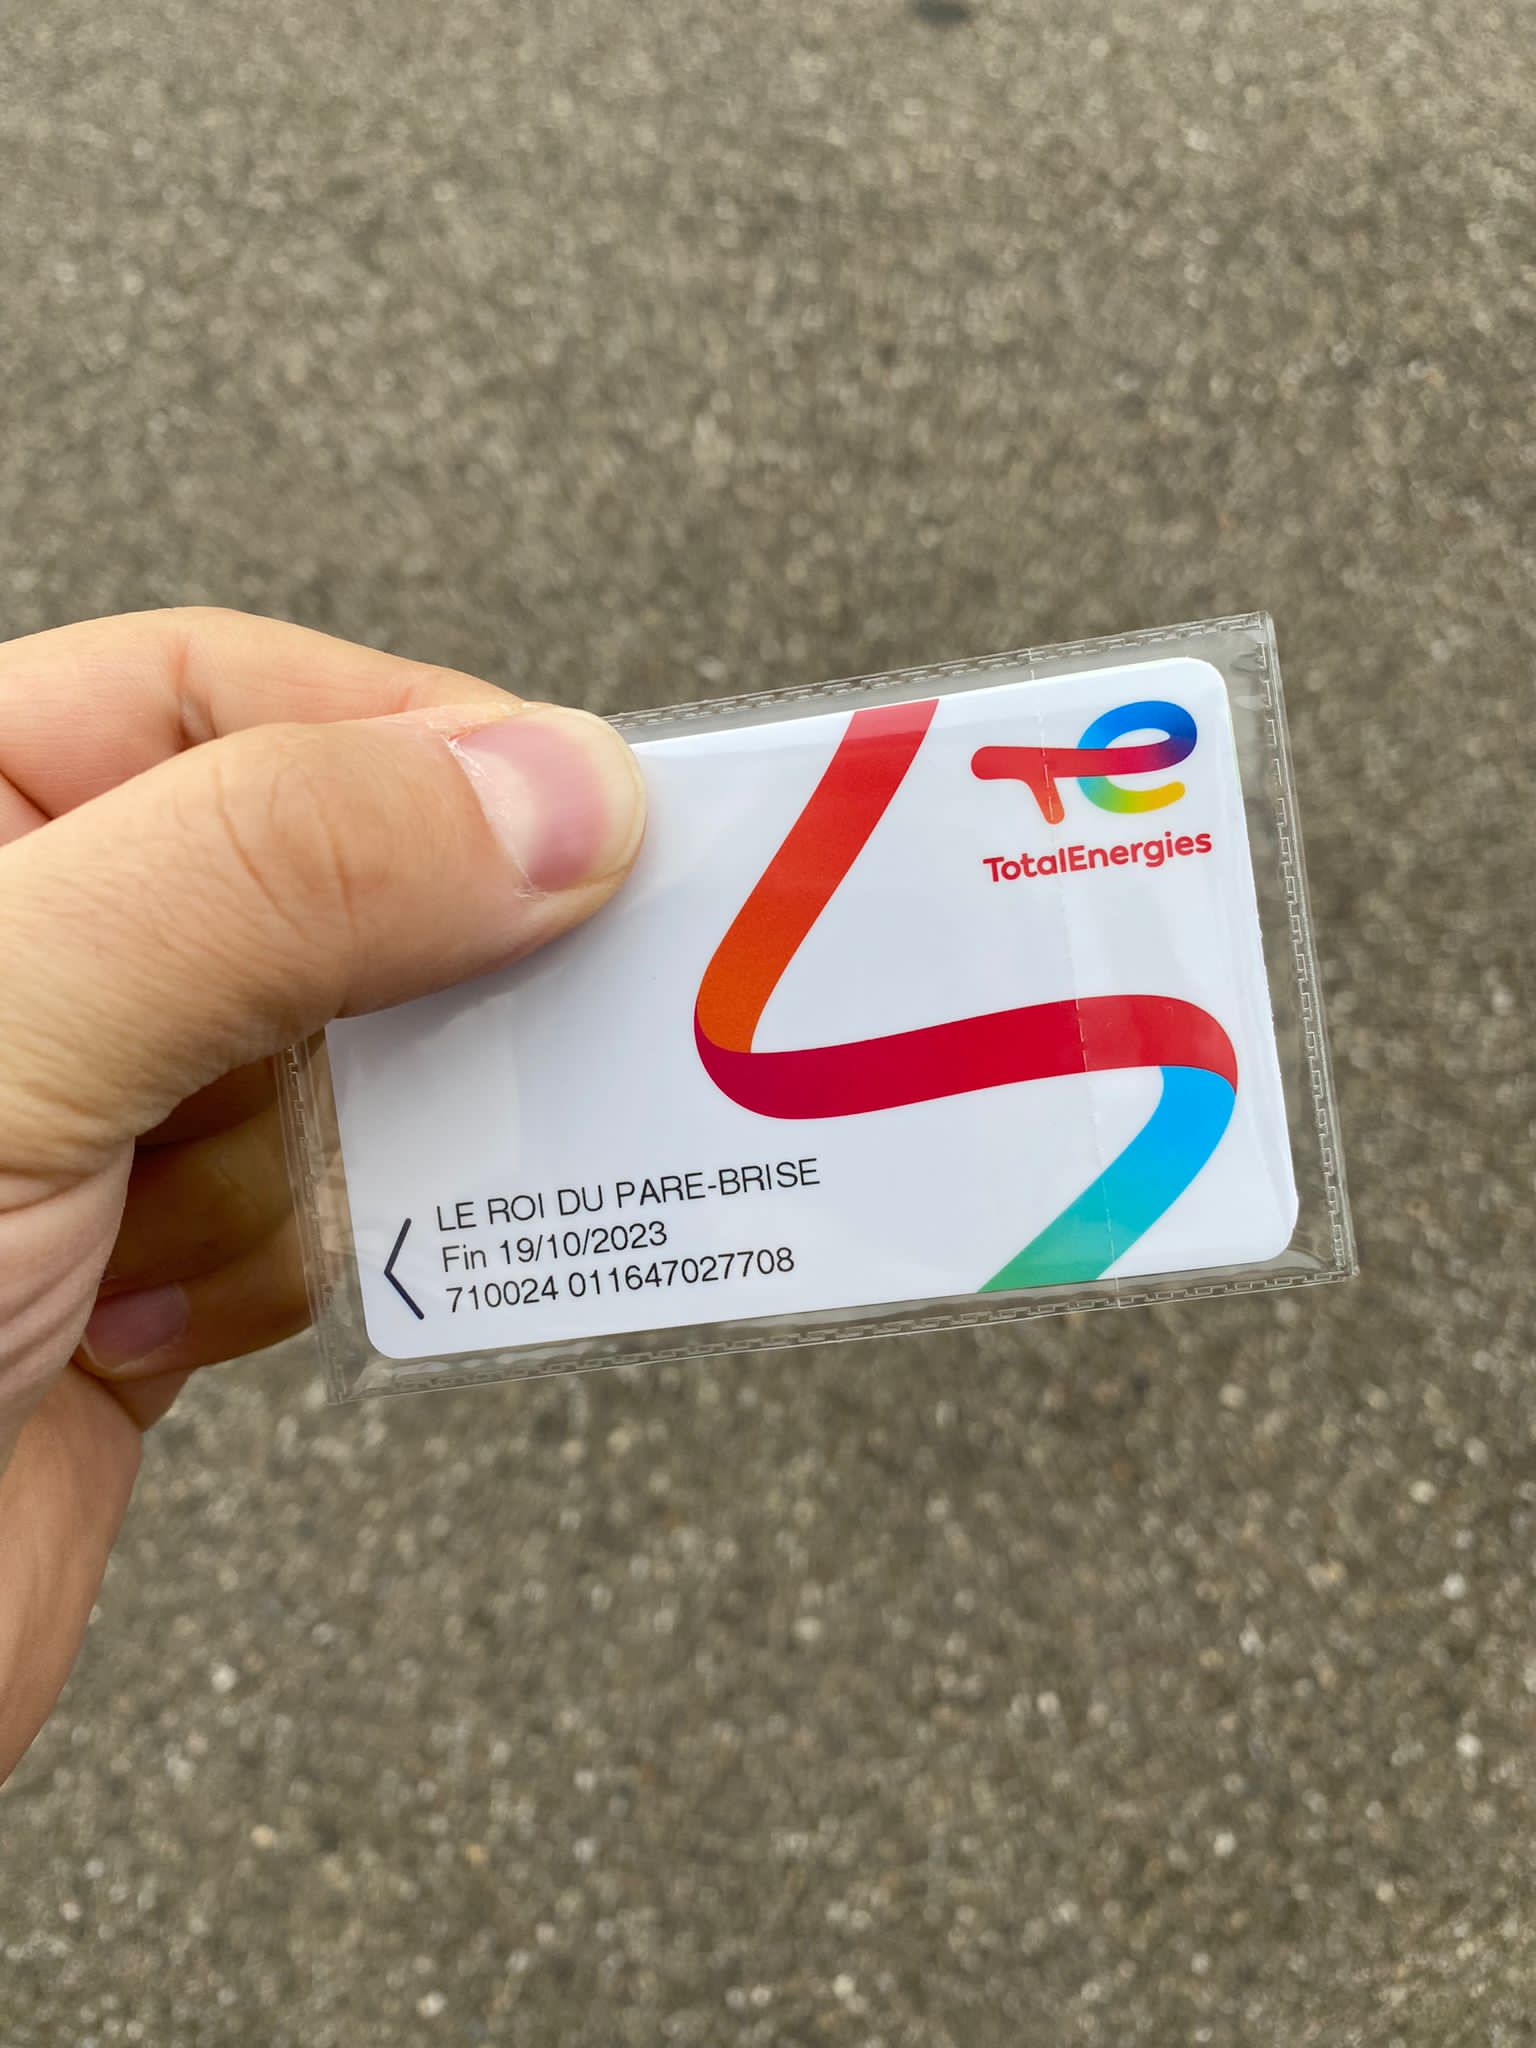 TotalEnergies
LE ROI DU PARE-BRISE
Fin 19/10/2023
710024 011647027708